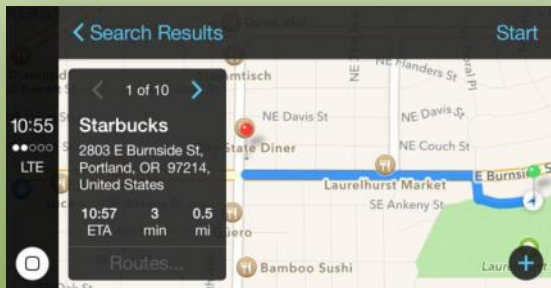 Search Results
Start
1 of 10
Starbucks
2803 E Burnside St,
Portland, OR 97214,
United States
10:57 3 0.5
ETA min mi
Routes...
10:55
LTE
NE Flanders St
NE Davis St
NE Davis St
State Diner
NE Couch St
Laurelhurst Market
E Burnside St
SE Ankeny St
Bamboo Sushi